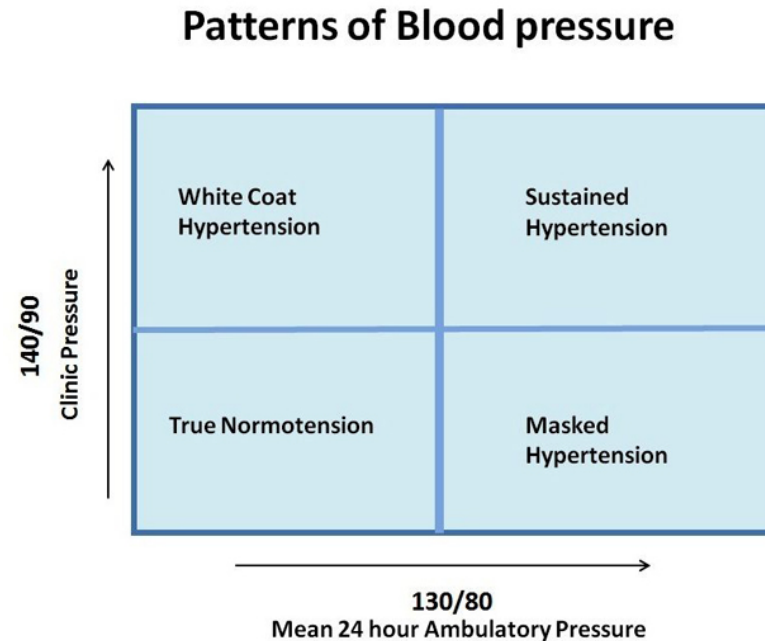 Patterns of Blood pressure
White Coat
Hypertension
Sustained
Hypertension
140/90
Clinic Pressure
True Normotension
Masked
Hypertension
130/80
Mean 24 hour Ambulatory Pressure